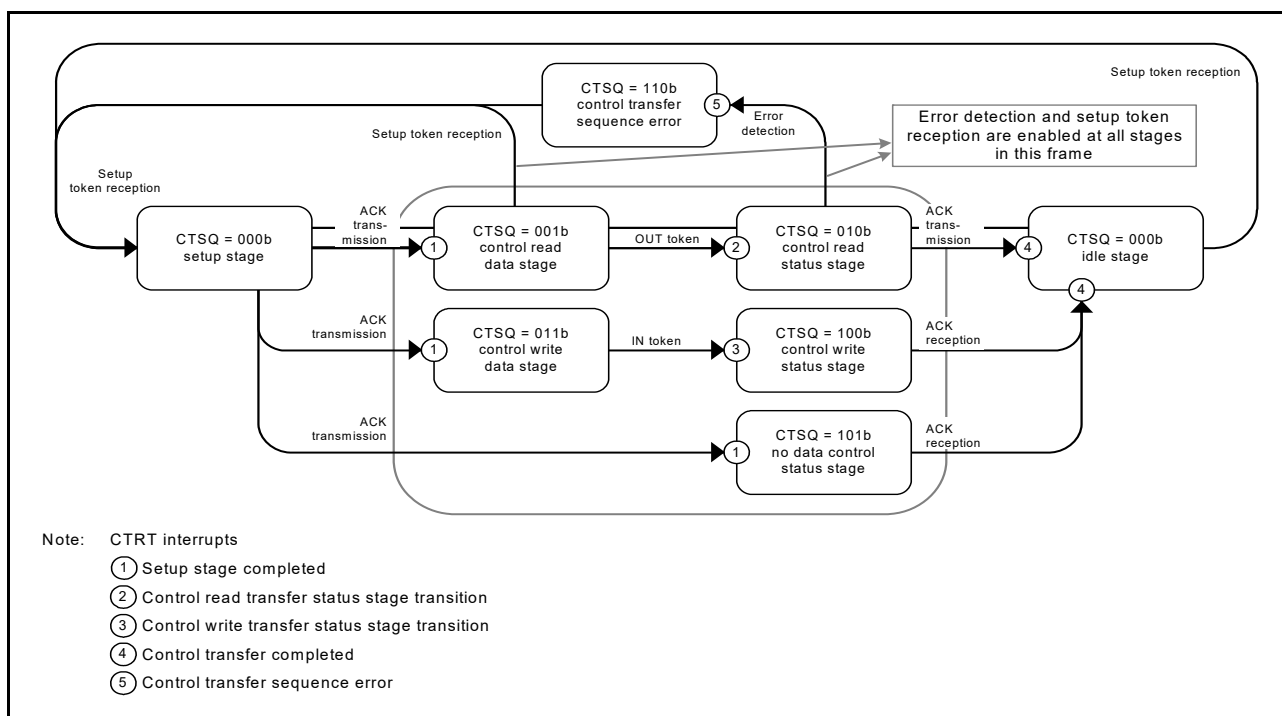 Setup token reception
CTSQ = 110b
control transfer
sequence error
5
Error
detection
Setup token reception
Error detection and setup token
reception are enabled at all stages
in this frame
Setup
token reception
CTSQ = 000b
setup stage
ACK
trans-
mission
1
CTSQ = 001b
control read
data stage
OUT token
2
CTSQ = 010b
control read
status stage
ACK
trans-
mission
4
CTSQ = 000b
idle stage
4
ACK
transmission
1
CTSQ = 011b
control write
data stage
IN token
3
CTSQ = 100b
control write
status stage
ACK
reception
ACK
transmission
1
CTSQ = 101b
no data control
status stage
ACK
reception
Note: CTRT interrupts
1 Setup stage completed
2 Control read transfer status stage transition
3 Control write transfer status stage transition
4 Control transfer completed
5 Control transfer sequence error